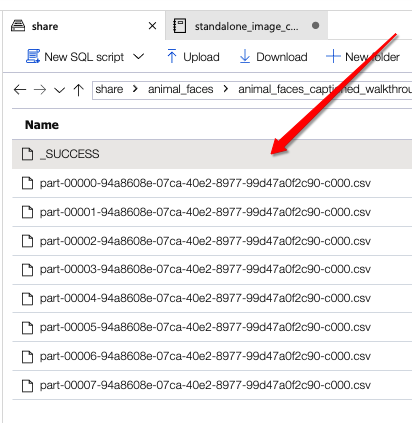 share
standalone_image_c...
New SQL script Upload Download New folder
share animal_faces animal_faces_captioned_walkthrou
Name
_SUCCESS
part-00000-94a8608e-07ca-40e2-8977-99d47a0f2c90-c000.csv
part-00001-94a8608e-07ca-40e2-8977-99d47a0f2c90-c000.csv
part-00002-94a8608e-07ca-40e2-8977-99d47a0f2c90-c000.csv
part-00003-94a8608e-07ca-40e2-8977-99d47a0f2c90-c000.csv
part-00004-94a8608e-07ca-40e2-8977-99d47a0f2c90-c000.csv
part-00005-94a8608e-07ca-40e2-8977-99d47a0f2c90-c000.csv
part-00006-94a8608e-07ca-40e2-8977-99d47a0f2c90-c000.csv
part-00007-94a8608e-07ca-40e2-8977-99d47a0f2c90-c000.csv